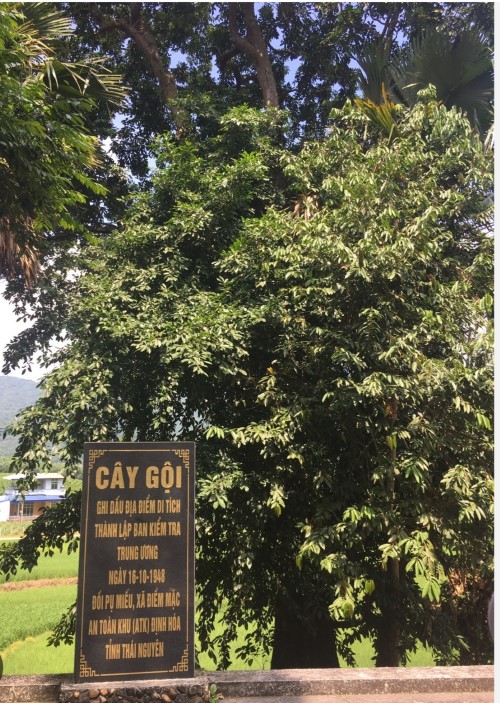 CÂY GỘI
GHI DẤU ĐỊA ĐIỂM DI TÍCH
THÀNH LẬP BAN KIỂM TRA
TRUNG ƯƠNG
NGÀY 16-10-1948
ĐỒI PỤ MIẾU, XÃ ĐIỀM MẶC
AN TOÀN KHU (ATK) ĐỊNH HÓA
TỈNH THÁI NGUYÊN